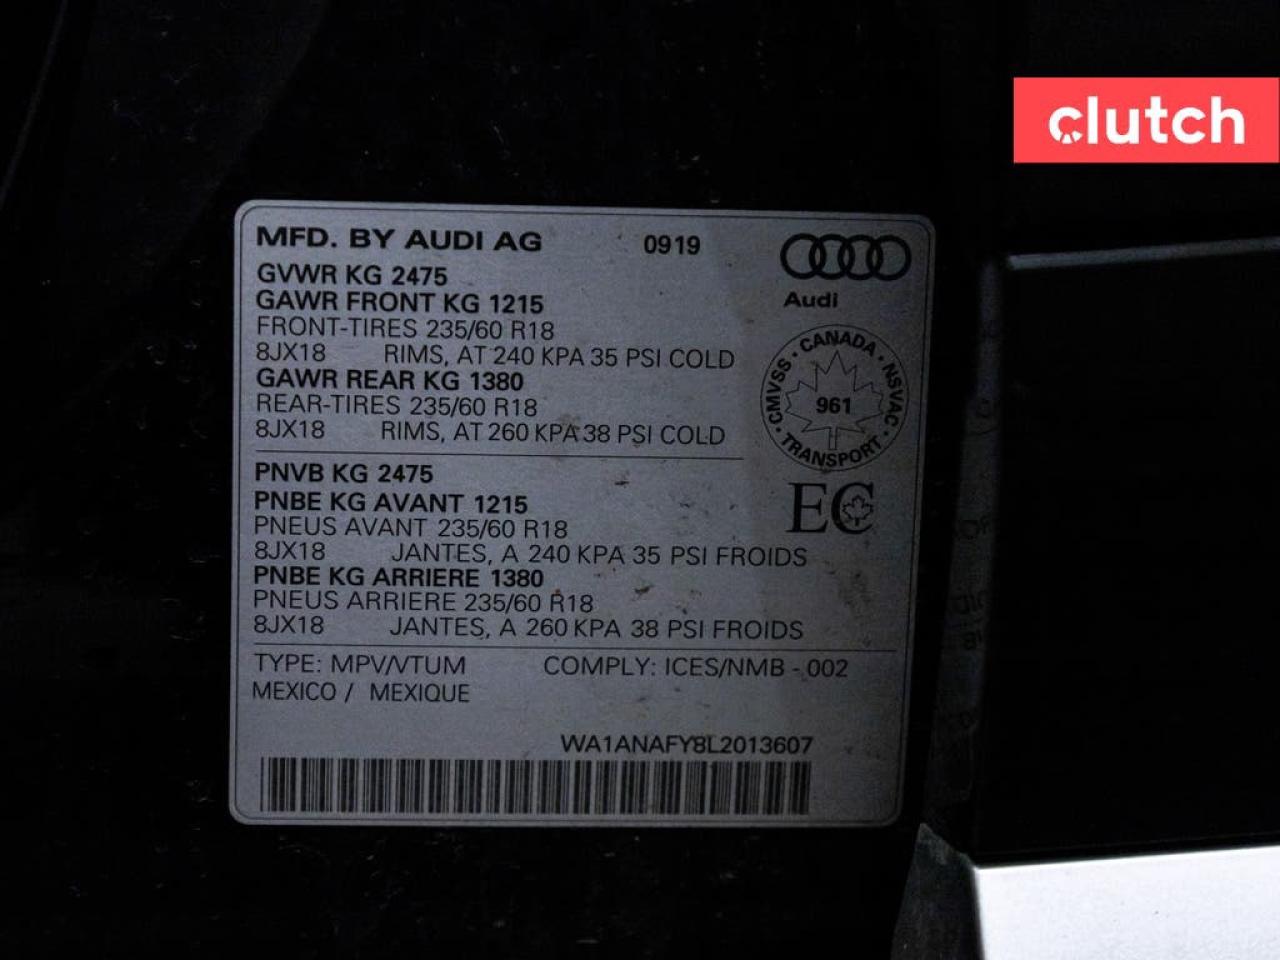 clutch
MFD. BY AUDI AG 0919
Audi
GVWR KG 2475
GAWR FRONT KG 1215
FRONT-TIRES 235/60 R18
8JX18 RIMS, AT 240 KPA 35 PSI COLD
GAWR REAR KG 1380
REAR-TIRES 235/60 R18
8JX18 RIMS, AT 260 KPA 38 PSI COLD
CMVSS · CANADA · NSVAC · TRANSPORT ·
961
PNVB KG 2475
PNBE KG AVANT 1215
PNEUS AVANT 235/60 R18
8JX18 JANTES, A 240 KPA 35 PSI FROIDS
PNBE KG ARRIERE 1380
PNEUS ARRIERE 235/60 R18
8JX18 JANTES, A 260 KPA 38 PSI FROIDS
EC
TYPE: MPV/VTUM COMPLY: ICES/NMB - 002
MEXICO / MEXIQUE
WA1ANAFY8L2013607